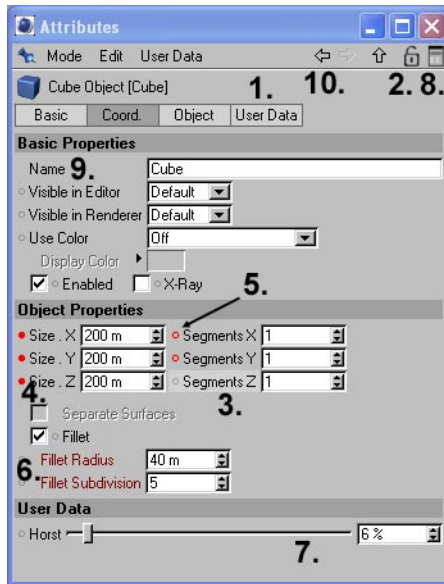 Attributes
Mode Edit User Data
Cube Object [Cube] 1. 10. 2. 8.
Basic Coord. Object User Data
Basic Properties
Name 9. Cube
Visible in Editor Default
Visible in Renderer Default
Use Color Off
Display Color
Enabled X-Ray
5.
Object Properties
Size . X 200 m Segments X 1
Size . Y 200 m Segments Y 1
Size . Z 200 m Segments Z 1
4. 3.
Separate Surfaces
Fillet
Fillet Radius 40 m
6.
Fillet Subdivision 5
User Data
Horst 6 %
7.